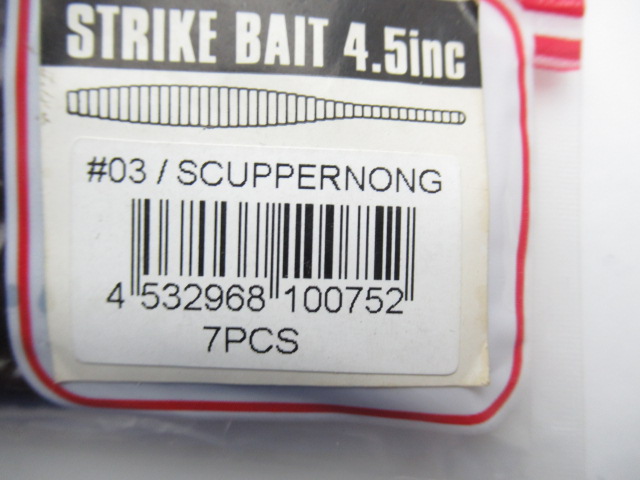 STRIKE BAIT 4.5inc
#03 / SCUPPERNONG
4 532968 100752
7PCS